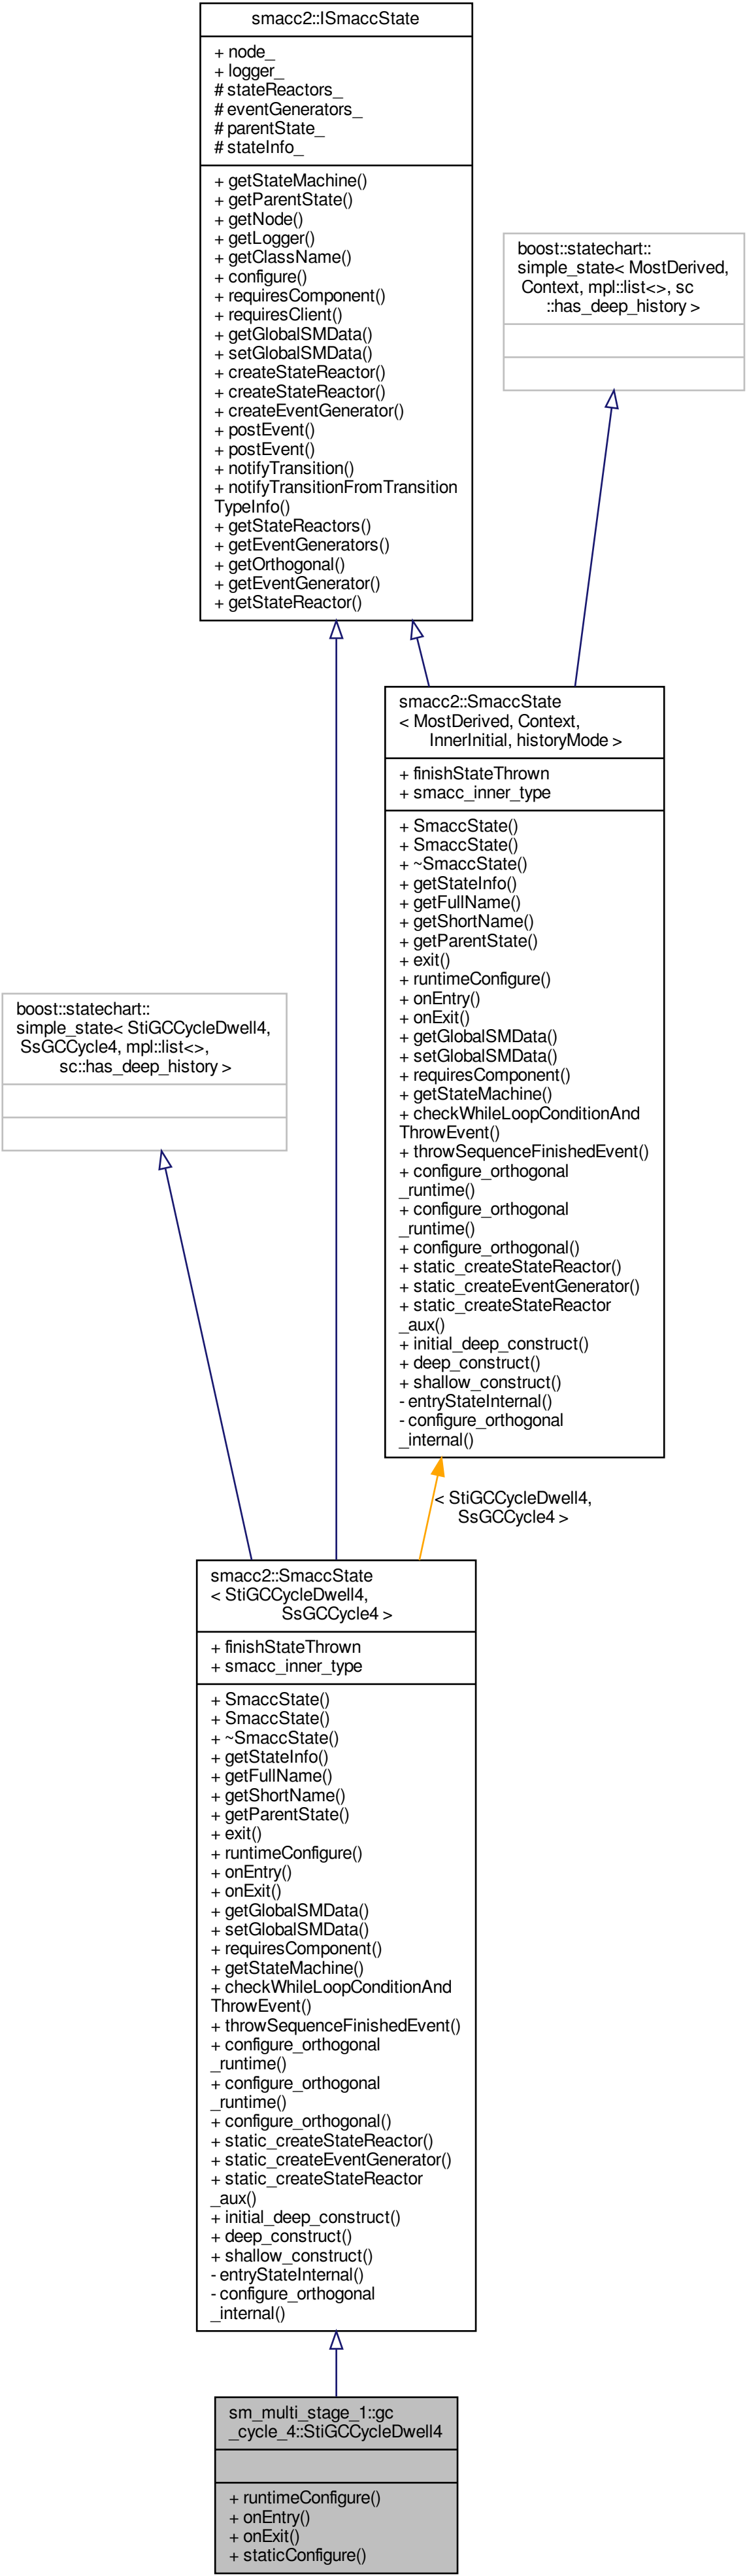 smacc2::ISmaccState
+ node_
+ logger_
# stateReactors_
# eventGenerators_
# parentState_
# stateInfo_
+ getStateMachine()
+ getParentState()
+ getNode()
+ getLogger()
+ getClassName()
+ configure()
+ requiresComponent()
+ requiresClient()
+ getGlobalSMData()
+ setGlobalSMData()
+ createStateReactor()
+ createStateReactor()
+ createEventGenerator()
+ postEvent()
+ postEvent()
+ notifyTransition()
+ notifyTransitionFromTransition
TypeInfo()
+ getStateReactors()
+ getEventGenerators()
+ getOrthogonal()
+ getEventGenerator()
+ getStateReactor()
boost::statechart::
simple_state< MostDerived,
Context, mpl::list<>, sc
::has_deep_history >
smacc2::SmaccState
< MostDerived, Context,
InnerInitial, historyMode >
+ finishStateThrown
+ smacc_inner_type
+ SmaccState()
+ SmaccState()
+ ~SmaccState()
+ getStateInfo()
+ getFullName()
+ getShortName()
+ getParentState()
+ exit()
+ runtimeConfigure()
+ onEntry()
+ onExit()
+ getGlobalSMData()
+ setGlobalSMData()
+ requiresComponent()
+ getStateMachine()
+ checkWhileLoopConditionAnd
ThrowEvent()
+ throwSequenceFinishedEvent()
+ configure_orthogonal
_runtime()
+ configure_orthogonal
_runtime()
+ configure_orthogonal()
+ static_createStateReactor()
+ static_createEventGenerator()
+ static_createStateReactor
_aux()
+ initial_deep_construct()
+ deep_construct()
+ shallow_construct()
- entryStateInternal()
- configure_orthogonal
_internal()
boost::statechart::
simple_state< StiGCCycleDwell4,
SsGCCycle4, mpl::list<>,
sc::has_deep_history >
< StiGCCycleDwell4,
SsGCCycle4 >
smacc2::SmaccState
< StiGCCycleDwell4,
SsGCCycle4 >
+ finishStateThrown
+ smacc_inner_type
+ SmaccState()
+ SmaccState()
+ ~SmaccState()
+ getStateInfo()
+ getFullName()
+ getShortName()
+ getParentState()
+ exit()
+ runtimeConfigure()
+ onEntry()
+ onExit()
+ getGlobalSMData()
+ setGlobalSMData()
+ requiresComponent()
+ getStateMachine()
+ checkWhileLoopConditionAnd
ThrowEvent()
+ throwSequenceFinishedEvent()
+ configure_orthogonal
_runtime()
+ configure_orthogonal
_runtime()
+ configure_orthogonal()
+ static_createStateReactor()
+ static_createEventGenerator()
+ static_createStateReactor
_aux()
+ initial_deep_construct()
+ deep_construct()
+ shallow_construct()
- entryStateInternal()
- configure_orthogonal
_internal()
sm_multi_stage_1::gc
_cycle_4::StiGCCycleDwell4
+ runtimeConfigure()
+ onEntry()
+ onExit()
+ staticConfigure()